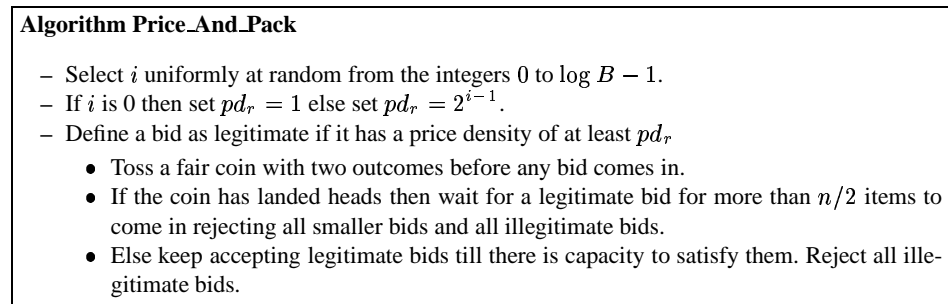 Algorithm Price_And_Pack
– Select i uniformly at random from the integers 0 to log B − 1.
– If i is 0 then set pd_r = 1 else set pd_r = 2^{i−1}.
– Define a bid as legitimate if it has a price density of at least pd_r
• Toss a fair coin with two outcomes before any bid comes in.
• If the coin has landed heads then wait for a legitimate bid for more than n/2 items to
come in rejecting all smaller bids and all illegitimate bids.
• Else keep accepting legitimate bids till there is capacity to satisfy them. Reject all ille-
gitimate bids.